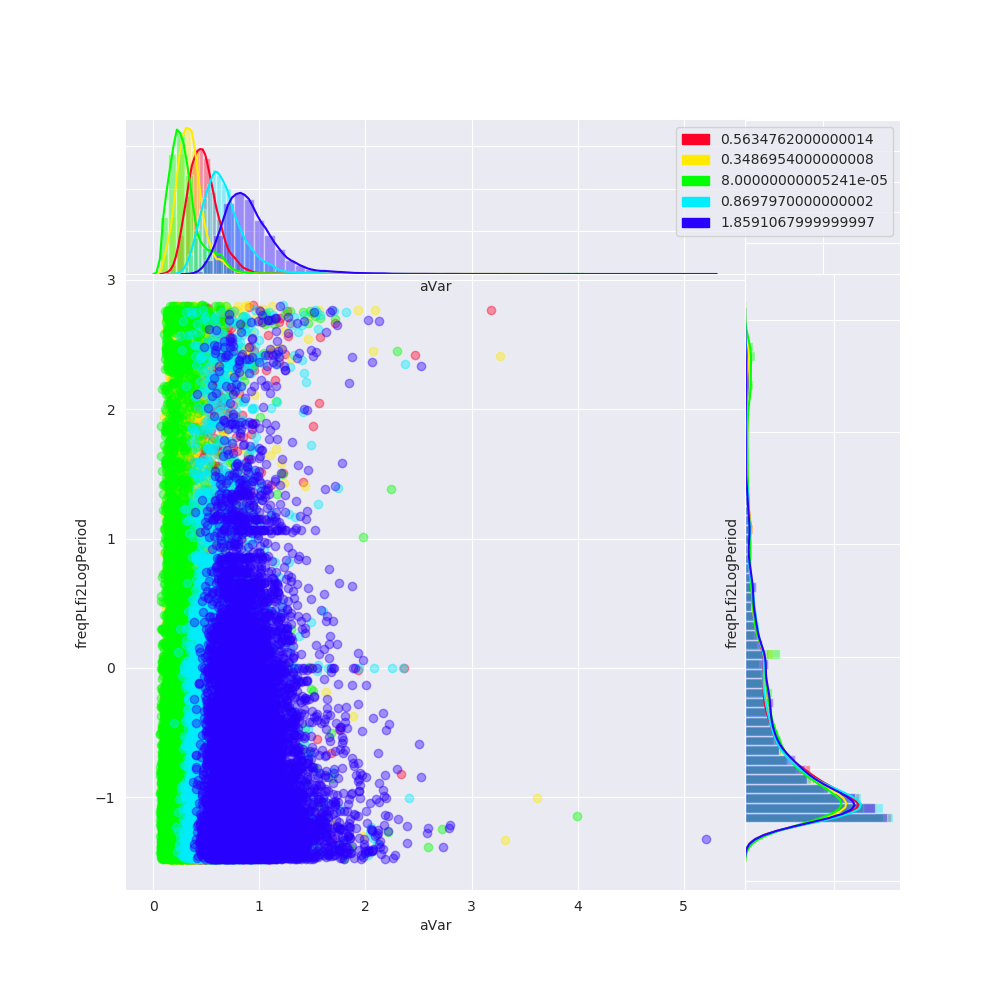 0.5634762000000014
0.3486954000000008
8.00000000005241e-05
0.8697970000000002
1.8591067999999997
aVar
3
2
1
0
−1
freqPLfi2LogPeriod
freqPLfi2LogPeriod
0 1 2 3 4 5
aVar